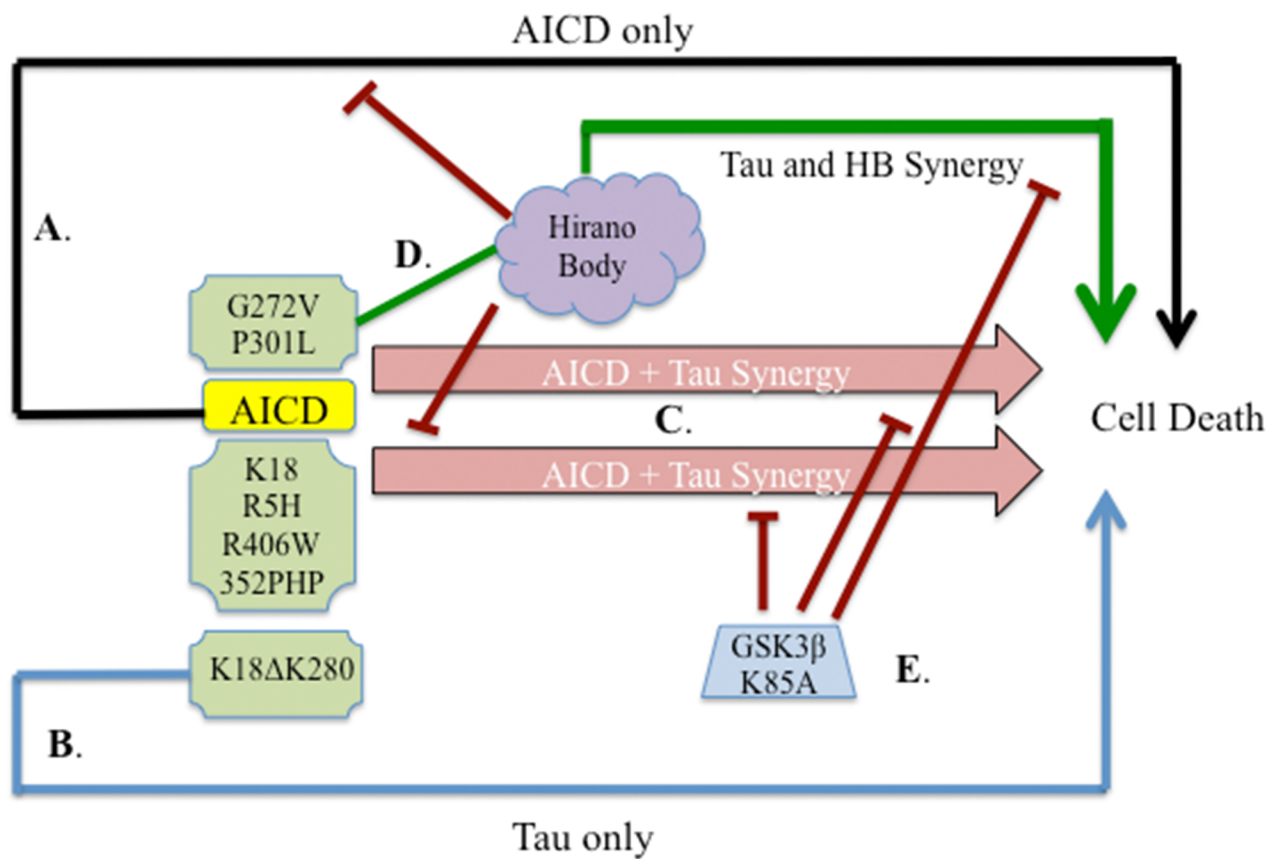 AICD only
Tau and HB Synergy
A.
Hirano
Body
D.
G272V
P301L
AICD + Tau Synergy
AICD
C.
Cell Death
AICD + Tau Synergy
K18
R5H
R406W
352PHP
GSK3β
K85A
E.
K18ΔK280
B.
Tau only